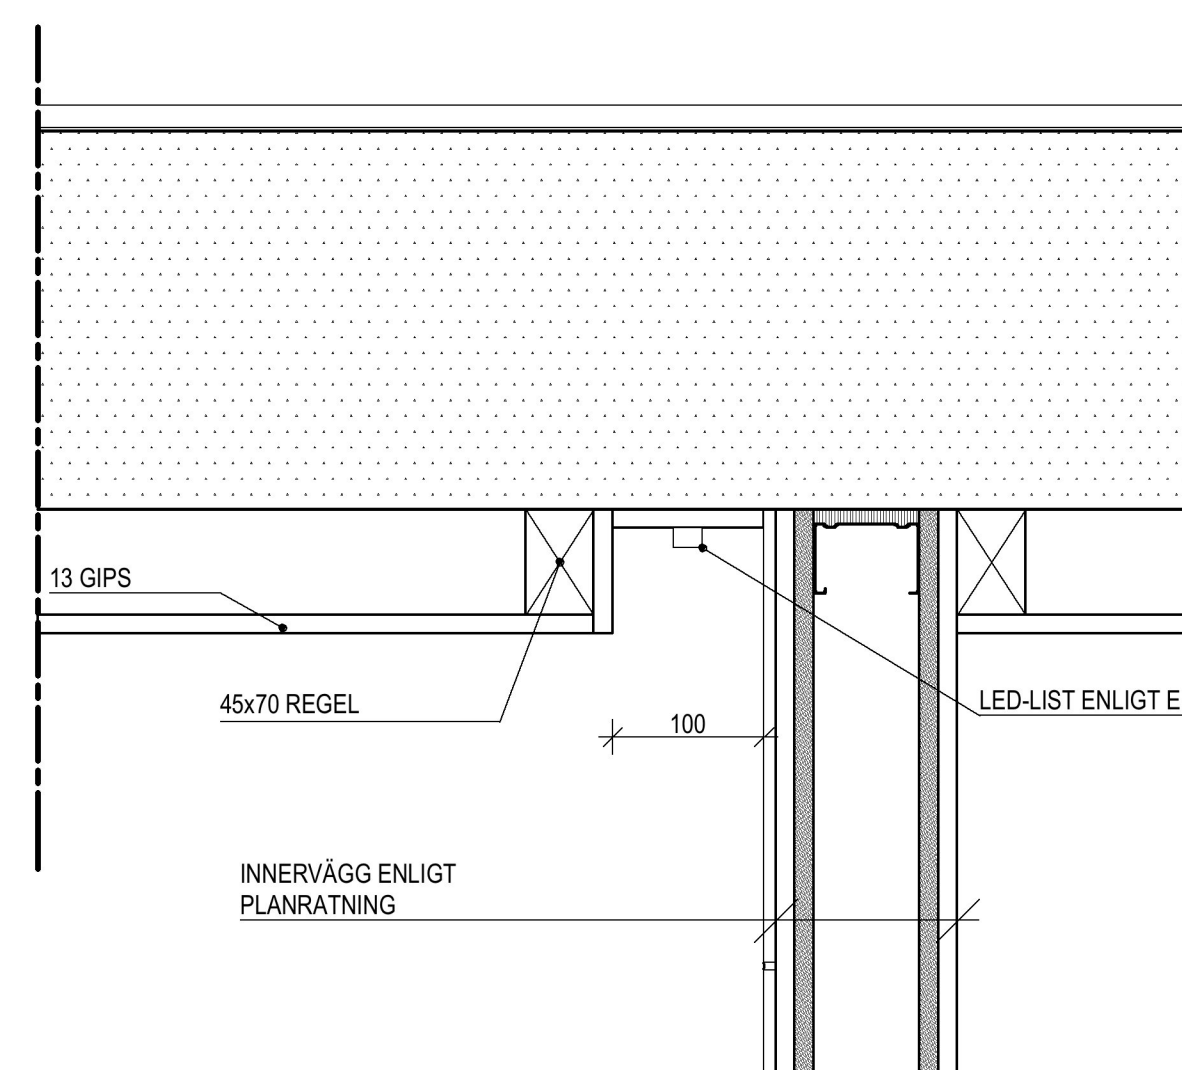 13 GIPS
45x70 REGEL
LED-LIST ENLIGT E
100
INNERVÄGG ENLIGT
PLANRATNING